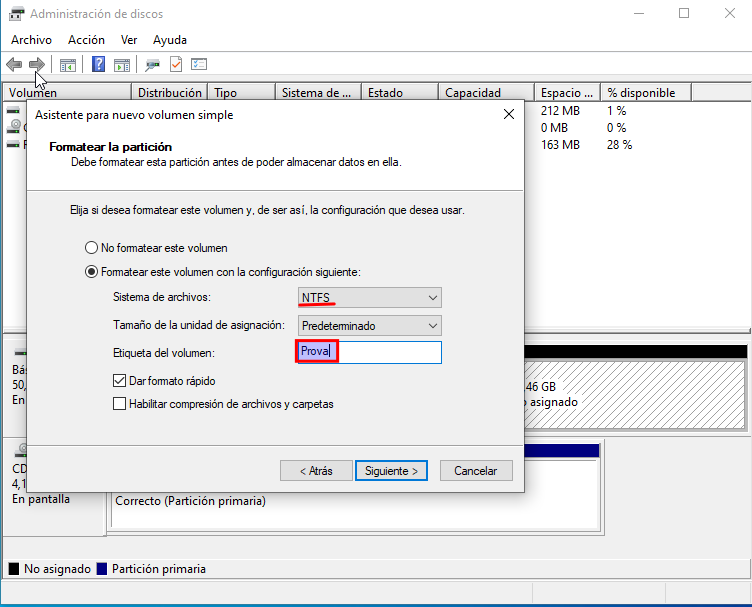 Administración de discos
Archivo Acción Ver Ayuda
Volumen Distribución Tipo Sistema de ... Estado Capacidad Espacio ... % disponible
212 MB 1 %
0 MB 0 %
163 MB 28 %
Asistente para nuevo volumen simple
Formatear la partición
Debe formatear esta partición antes de poder almacenar datos en ella.
Elija si desea formatear este volumen y, de ser así, la configuración que desea usar.
No formatear este volumen
Formatear este volumen con la configuración siguiente:
Sistema de archivos: NTFS
Tamaño de la unidad de asignación: Predeterminado
Etiqueta del volumen: Prova
Dar formato rápido
Habilitar compresión de archivos y carpetas
< Atrás Siguiente > Cancelar
Bás
50,
En
46 GB
asignado
CD
4,1
En pantalla
Correcto (Partición primaria)
No asignado Partición primaria